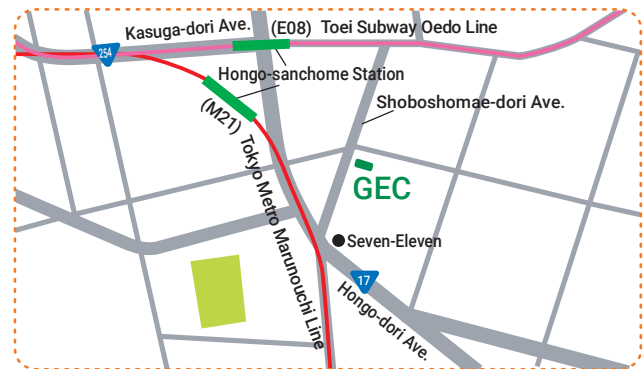 Kasuga-dori Ave.
(E08) Toei Subway Oedo Line
254
Hongo-sanchome Station
(M21) Tokyo Metro Marunouchi Line
Shoboshomae-dori Ave.
GEC
Seven-Eleven
17
Hongo-dori Ave.